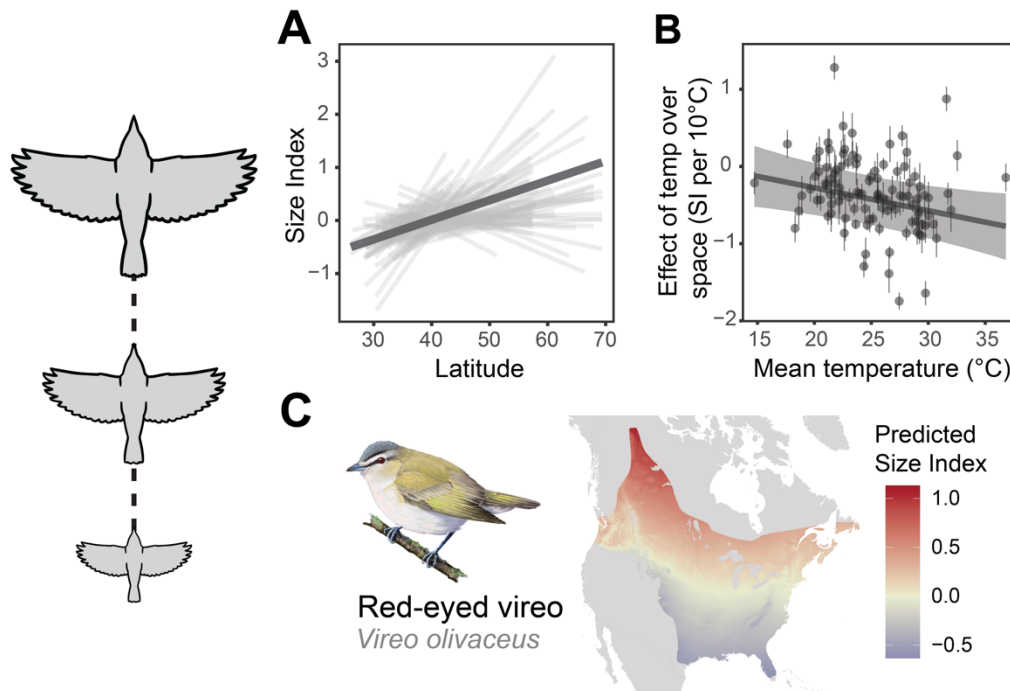 A
Size Index
3
2
1
0
−1
30 40 50 60 70
Latitude
B
Effect of temp over
space (SI per 10°C)
1
0
−1
−2
15 20 25 30 35
Mean temperature (°C)
C
Red-eyed vireo
Vireo olivaceus
Predicted
Size Index
1.0
0.5
0.0
−0.5